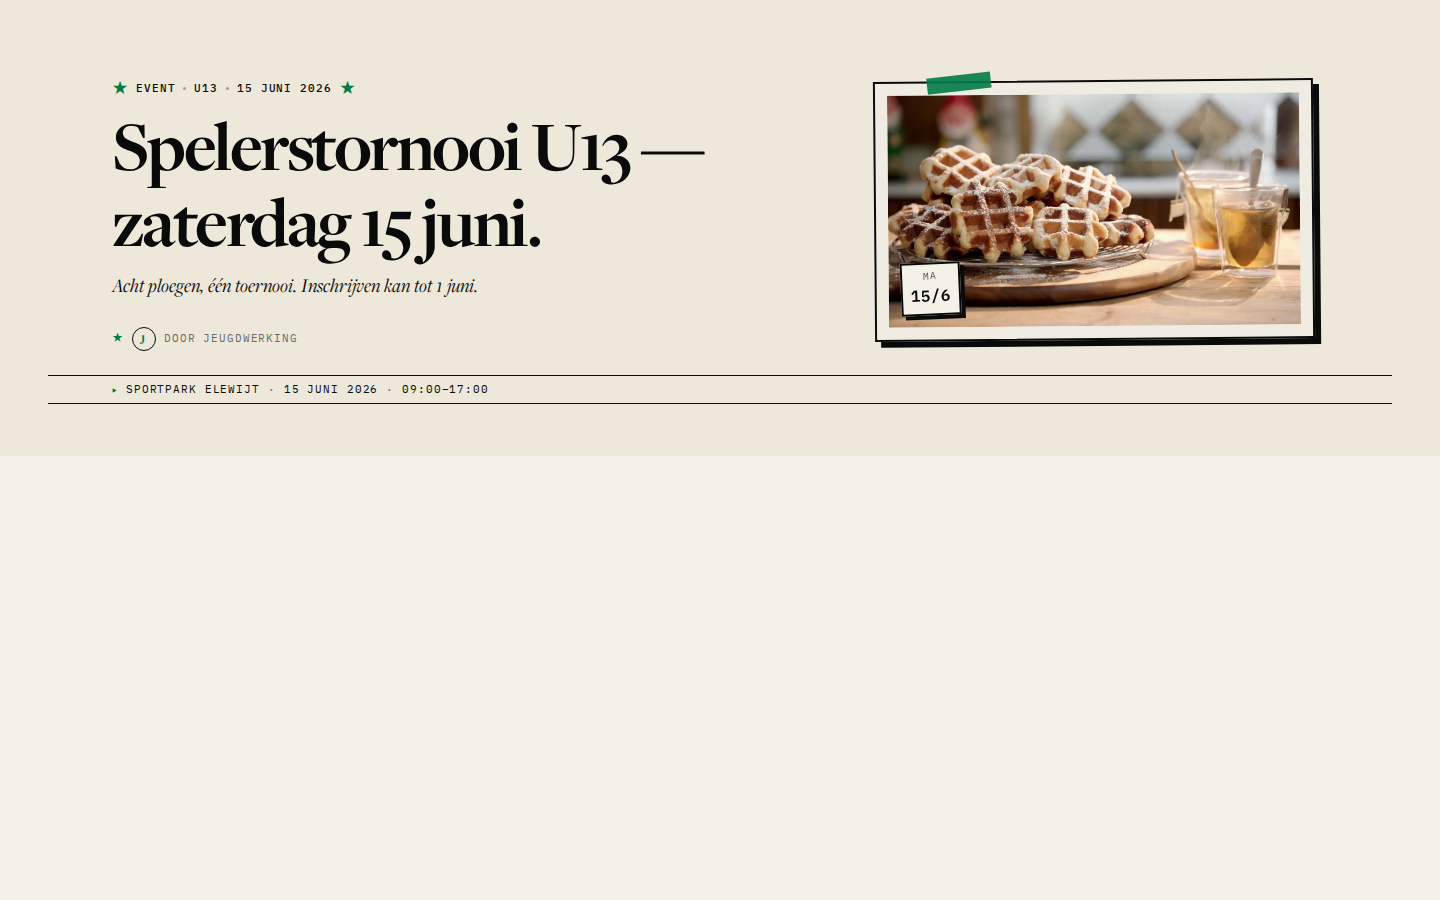 ★ EVENT • U13 • 15 JUNI 2026 ★
Spelerstornooi U13 —
zaterdag 15 juni.
Acht ploegen, één toernooi. Inschrijven kan tot 1 juni.
★ J DOOR JEUGDWERKING
MA
15/6
▸ SPORTPARK ELEWIJT · 15 JUNI 2026 · 09:00–17:00